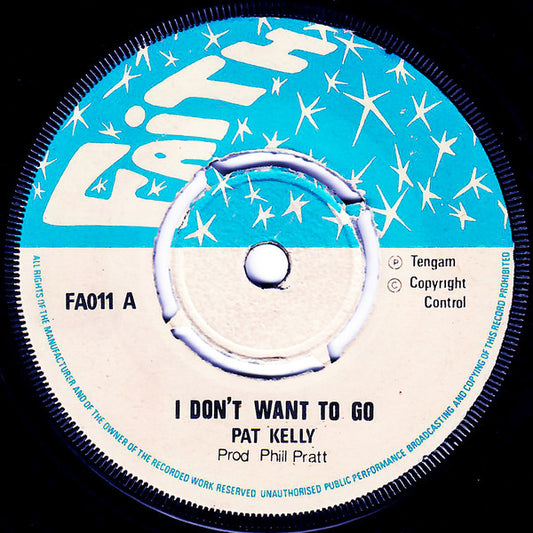 FAiTH
℗ Tengam
© Copyright
Control
FA011 A
I DON'T WANT TO GO
PAT KELLY
Prod Phill Pratt
ALL RIGHTS OF THE MANUFACTURER AND OF THE OWNER OF THE RECORDED WORK RESERVED UNAUTHORISED PUBLIC PERFORMANCE BROADCASTING AND COPYING OF THIS RECORD PROHIBITED